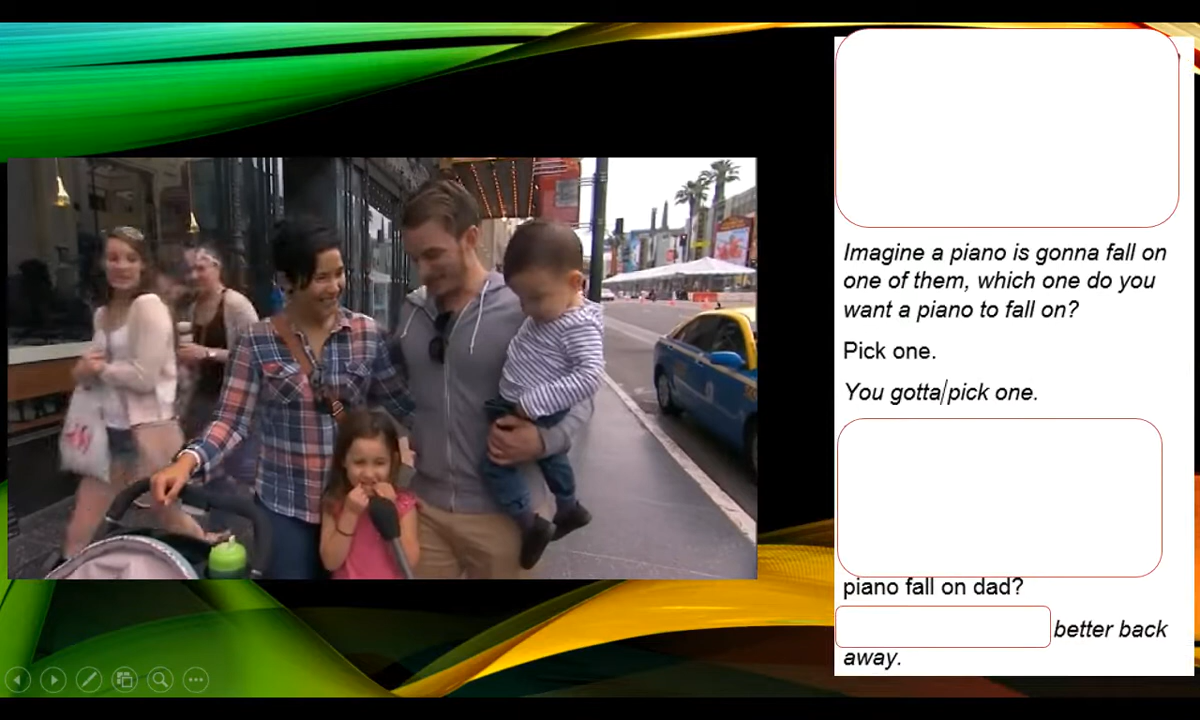 Imagine a piano is gonna fall on
one of them, which one do you
want a piano to fall on?
Pick one.
You gotta pick one.
piano fall on dad?
better back
away.